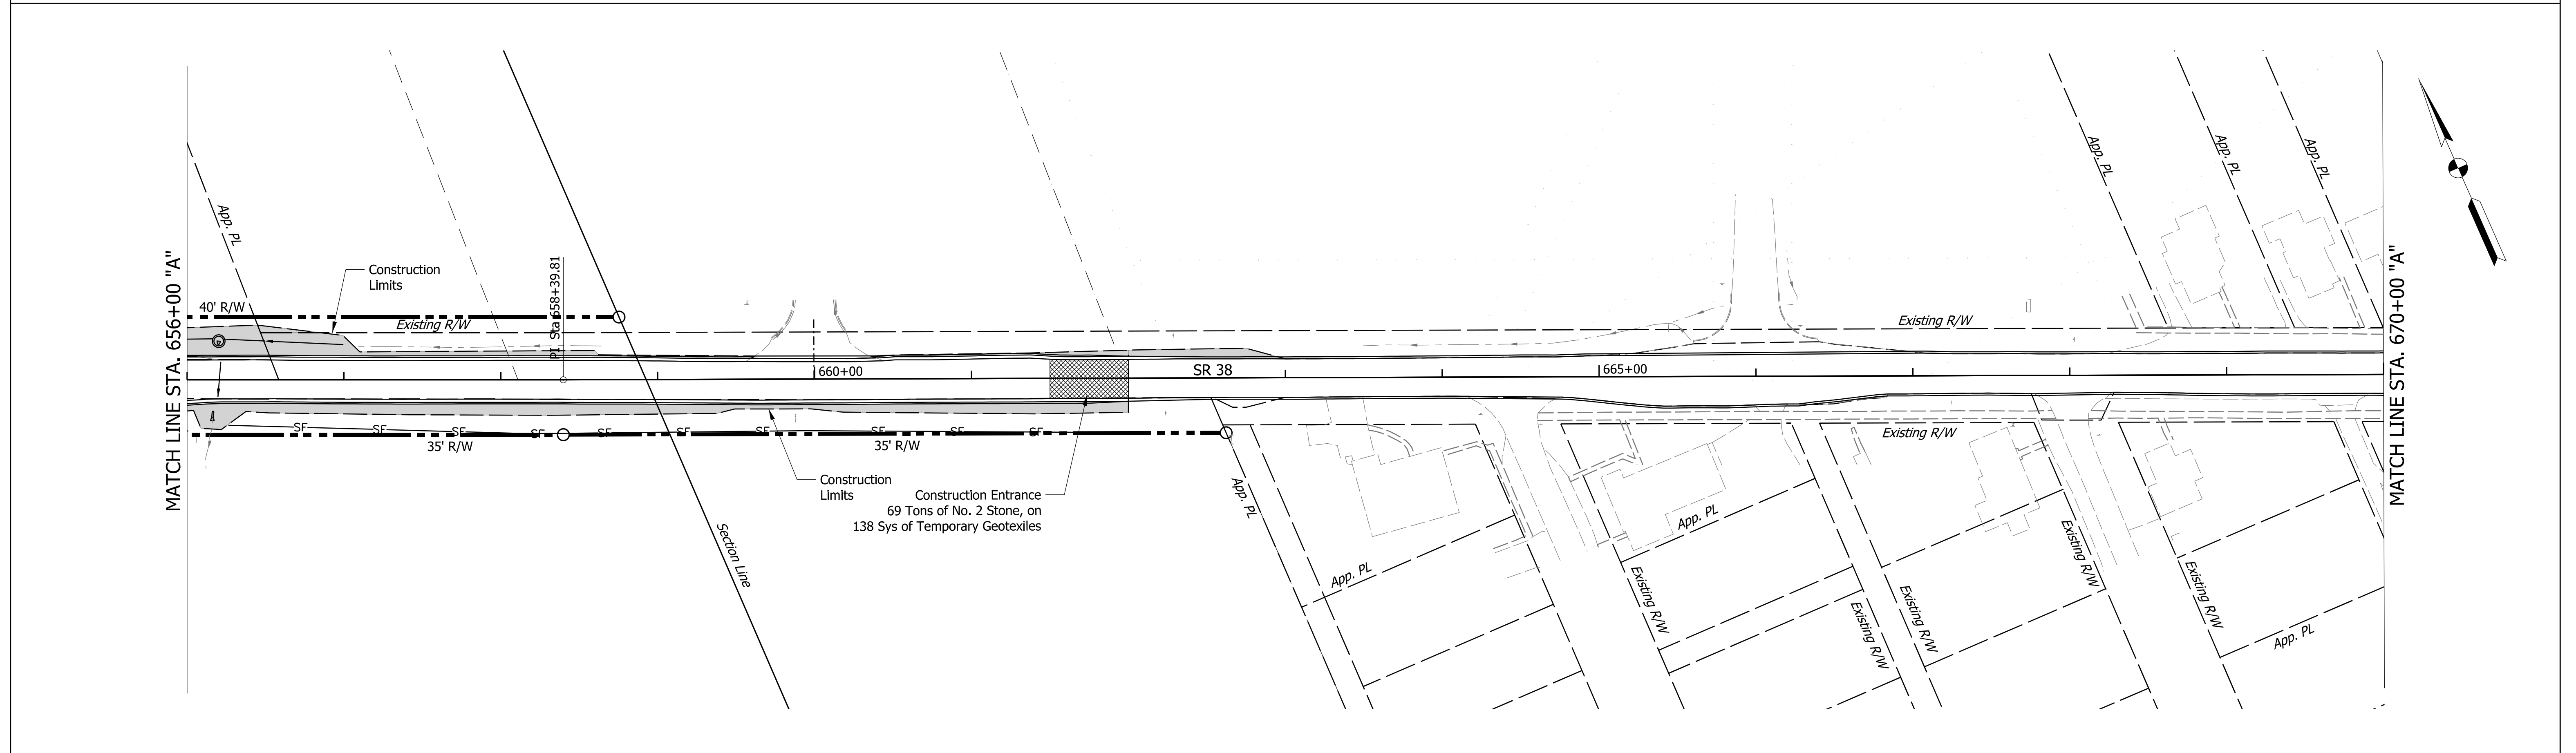 MATCH LINE STA. 656+00 "A"
App. PL
40' R/W
Construction
Limits
Existing R/W
PI Sta 658+39.81
660+00
SR 38
665+00
Existing R/W
App. PL
App. PL
App. PL
MATCH LINE STA. 670+00 "A"
SF
SF
SF
SF
SF
SF
SF
SF
SF
SF
35' R/W
35' R/W
Existing R/W
Section Line
Construction
Limits
Construction Entrance
69 Tons of No. 2 Stone, on
138 Sys of Temporary Geotexiles
App. PL
App. PL
App. PL
Existing R/W
Existing R/W
Existing R/W
Existing R/W
Existing R/W
App. PL